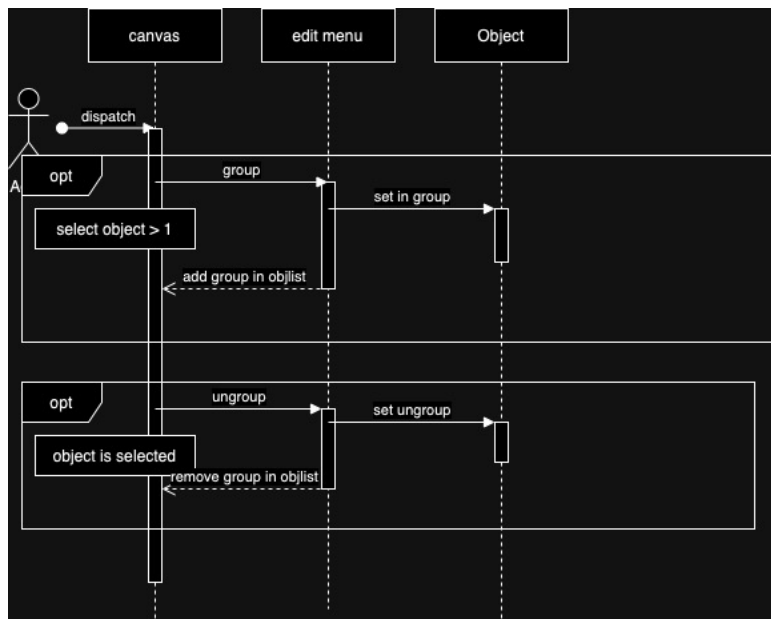 canvas
edit menu
Object
dispatch
A
opt
group
set in group
select object > 1
add group in objlist
opt
ungroup
set ungroup
object is selected
remove group in objlist